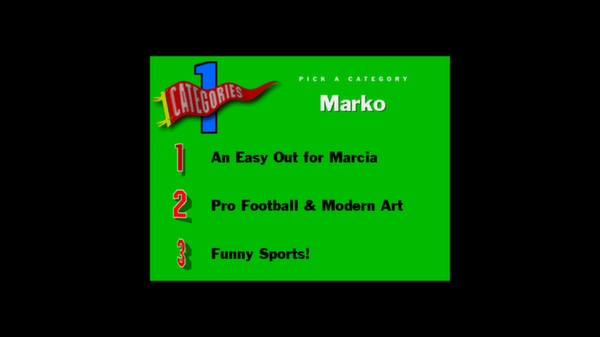 1
CATEGORIES
PICK A CATEGORY
Marko
1 An Easy Out for Marcia
2 Pro Football & Modern Art
3 Funny Sports!